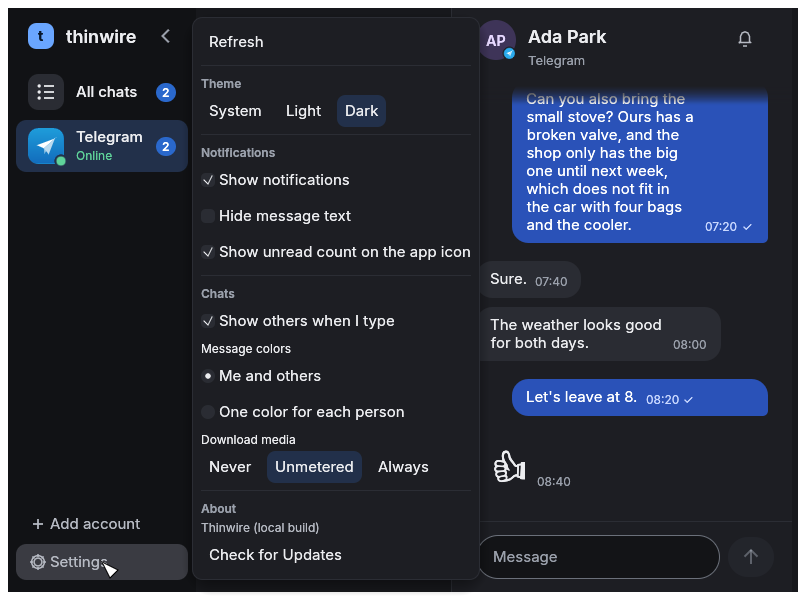 t thinwire
All chats 2
Telegram 2
Online
+ Add account
Settings
Refresh
Theme
System Light Dark
Notifications
Show notifications
Hide message text
Show unread count on the app icon
Chats
Show others when I type
Message colors
Me and others
One color for each person
Download media
Never Unmetered Always
About
Thinwire (local build)
Check for Updates
AP Ada Park
Telegram
Can you also bring the
small stove? Ours has a
broken valve, and the
shop only has the big
one until next week,
which does not fit in
the car with four bags
and the cooler. 07:20
Sure. 07:40
The weather looks good
for both days. 08:00
Let's leave at 8. 08:20
08:40
Message